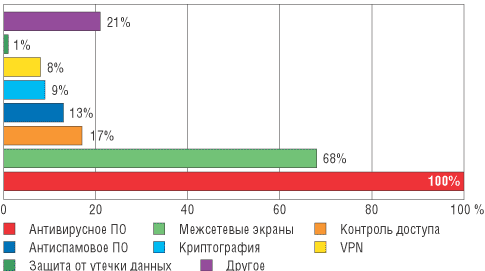 21%
1%
8%
9%
13%
17%
68%
100%
0 20 40 60 80 100 %
Антивирусное ПО Межсетевые экраны Контроль доступа
Антиспамовое ПО Криптография VPN
Защита от утечки данных Другое